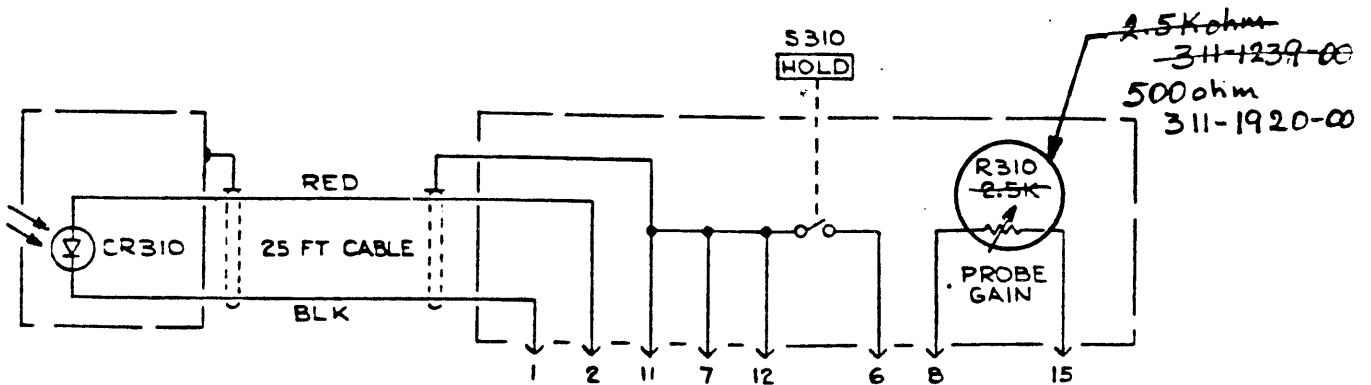 2.5Kohm
311-1239-00
500ohm
311-1920-00
S310
HOLD
R310
2.5K
RED
CR310
25 FT CABLE
PROBE
GAIN
BLK
1 2 11 7 12 6 8 15